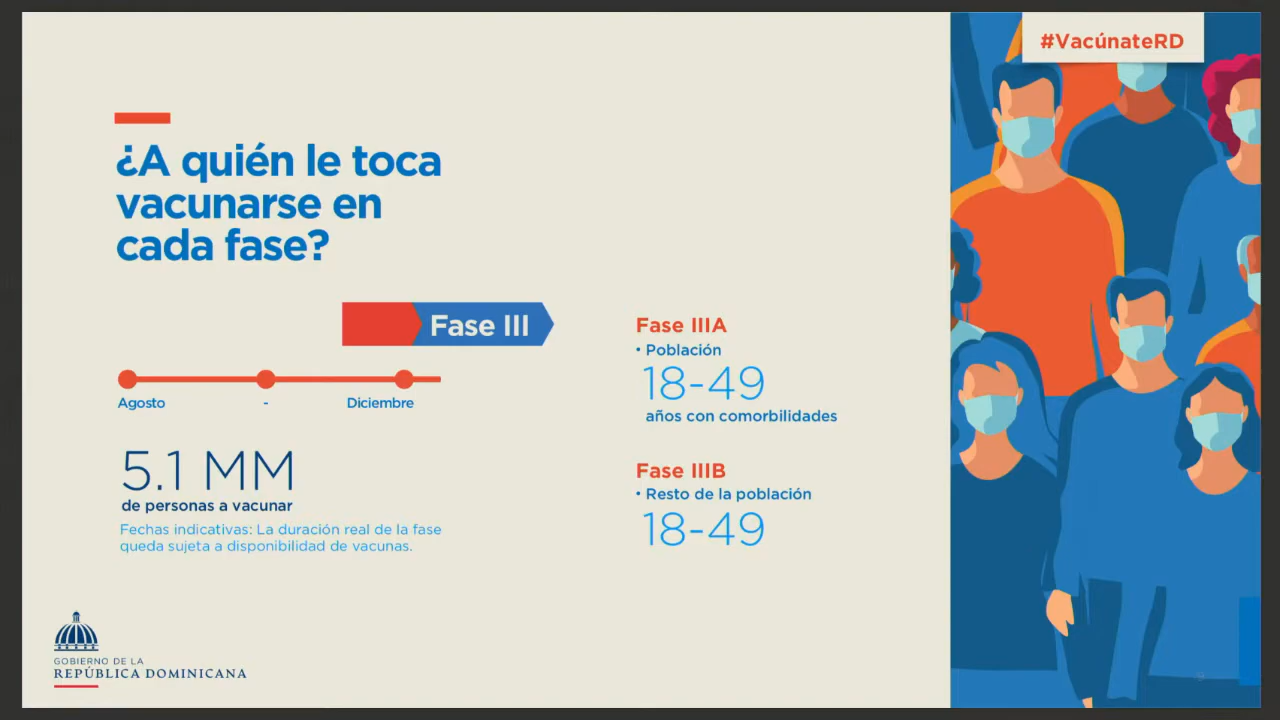 #VacúnateRD
¿A quién le toca
vacunarse en
cada fase?
Fase III
Agosto - Diciembre
5.1 MM
de personas a vacunar
Fechas indicativas: La duración real de la fase
queda sujeta a disponibilidad de vacunas.
Fase IIIA
• Población
18-49
años con comorbilidades
Fase IIIB
• Resto de la población
18-49
GOBIERNO DE LA
REPÚBLICA DOMINICANA
9